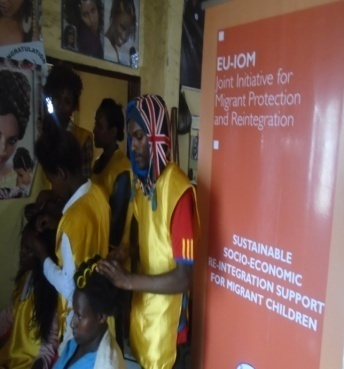 EU-IOM
Joint Initiative for
Migrant Protection
and Reintegration
SUSTAINABLE
SOCIO-ECONOMIC
RE-INTEGRATION SUPPORT
FOR MIGRANT CHILDREN